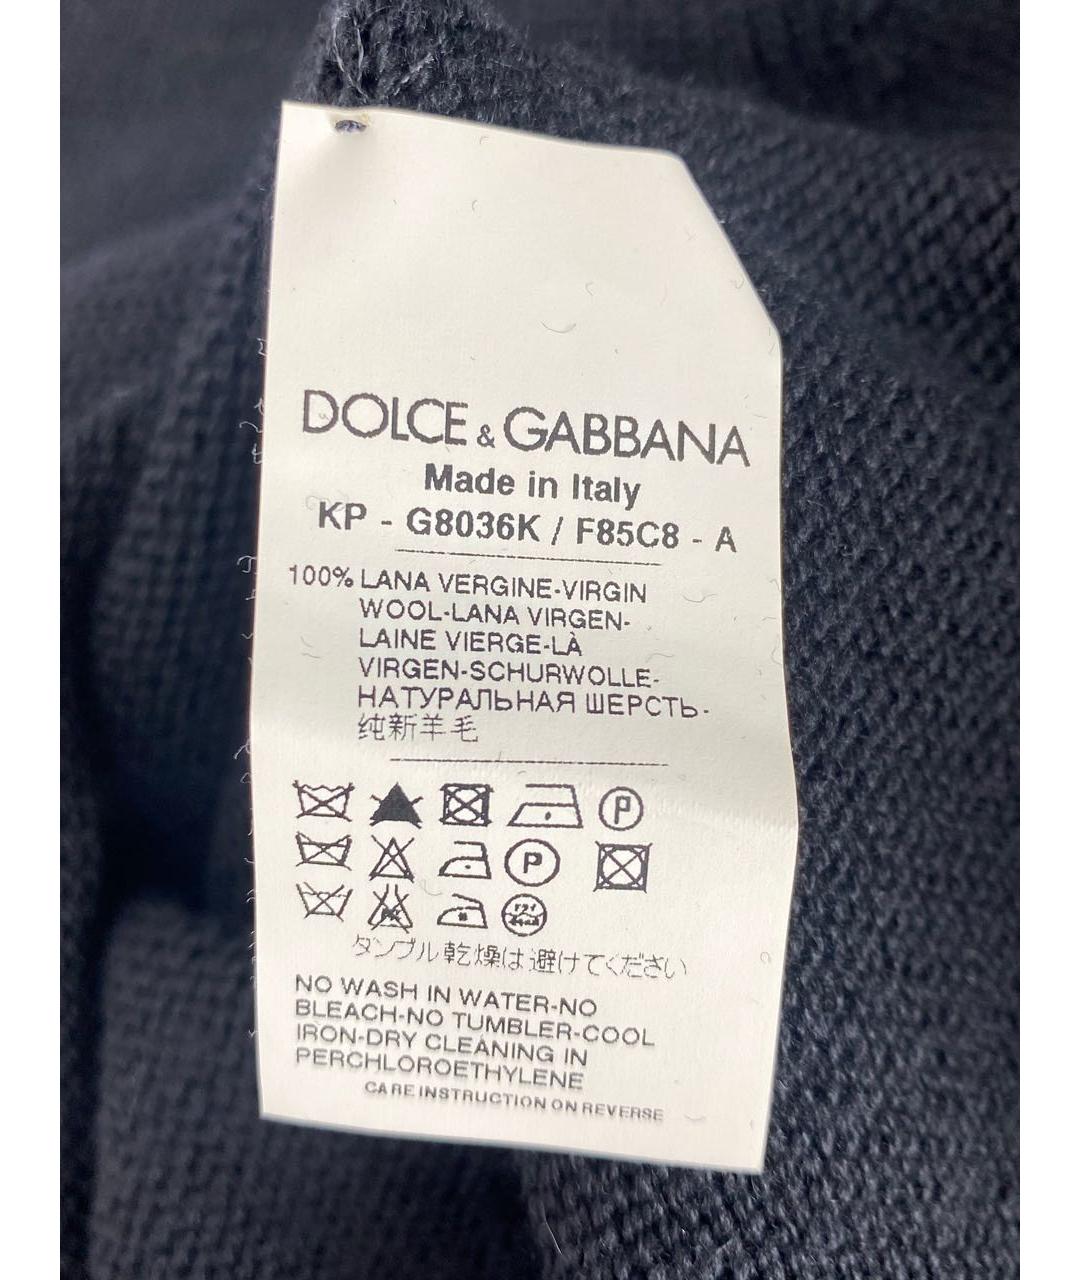 DOLCE & GABBANA
Made in Italy
KP - G8036K / F85C8 - A
100% LANA VERGINE-VIRGIN
WOOL-LANA VIRGEN-
LAINE VIERGE-LÀ
VIRGEN-SCHURWOLLE-
НАТУРАЛЬНАЯ ШЕРСТЬ-
纯新羊毛
P
P
ドライ
タンブル乾燥は避けてください
NO WASH IN WATER-NO
BLEACH-NO TUMBLER-COOL
IRON-DRY CLEANING IN
PERCHLOROETHYLENE
CARE INSTRUCTION ON REVERSE